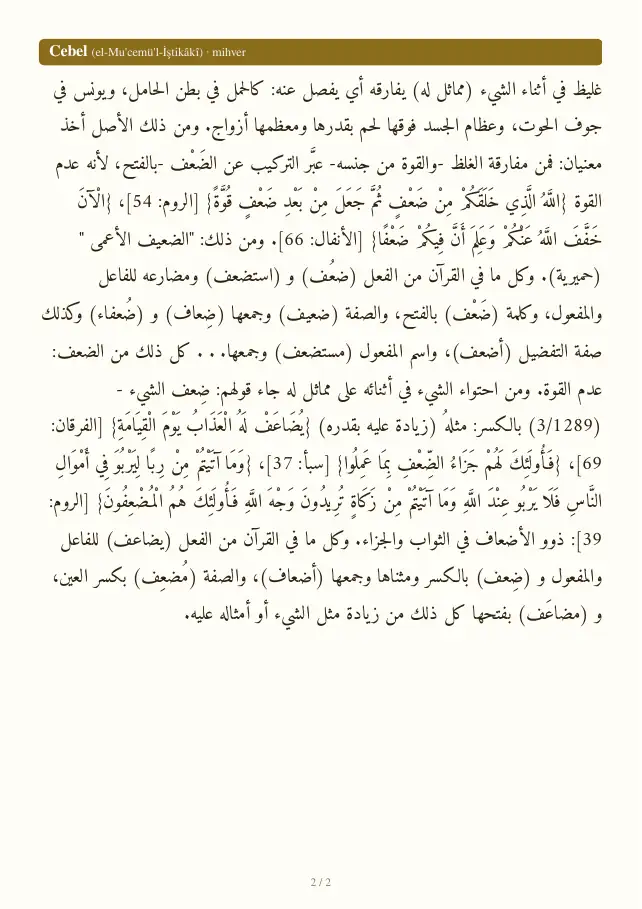 Cebel (el-Mu'cemü'l-İştikâkî) · mihver
غليظ في أثناء الشيء (مماثل له) يفارقه أي يفصل عنه: كالحمل في بطن الحامل، ويونس في
جوف الحوت، وعظام الجسد فوقها لحم بقدرها ومعظمها أزواج. ومن ذلك الأصل أخذ
معنيان: فمن مفارقة الغلظ -والقوة من جنسه- عبَّر التركيب عن الضَعْف -بالفتح، لأنه عدم
القوة {اللَّهُ الَّذِي خَلَقَكُمْ مِنْ ضَعْفٍ ثُمَّ جَعَلَ مِنْ بَعْدِ ضَعْفٍ قُوَّةً} [الروم: 54]، {الْآنَ
خَفَّفَ اللَّهُ عَنْكُمْ وَعَلِمَ أَنَّ فِيكُمْ ضَعْفًا} [الأنفال: 66]. ومن ذلك: "الضعيف الأعمى "
(حميرية). وكل ما في القرآن من الفعل (ضعُف) و (استضعف) ومضارعه للفاعل
والمفعول، وكلمة (ضَعْف) بالفتح، والصفة (ضعيف) وجمعها (ضِعاف) و (ضُعفاء) وكذلك
صفة التفضيل (أضعف)، واسم المفعول (مستضعف) وجمعها. . . كل ذلك من الضعف:
عدم القوة. ومن احتواء الشيء في أثنائه على مماثل له جاء قولهم: ضِعف الشيء -
(3/1289) بالكسر: مثلهُ (زيادة عليه بقدره) {يُضَاعَفْ لَهُ الْعَذَابُ يَوْمَ الْقِيَامَةِ} [الفرقان:
69]، {فَأُولَئِكَ لَهُمْ جَزَاءُ الضِّعْفِ بِمَا عَمِلُوا} [سبأ: 37]، {وَمَا آتَيْتُمْ مِنْ رِبًا لِيَرْبُوَ فِي أَمْوَالِ
النَّاسِ فَلَا يَرْبُو عِنْدَ اللَّهِ وَمَا آتَيْتُمْ مِنْ زَكَاةٍ تُرِيدُونَ وَجْهَ اللَّهِ فَأُولَئِكَ هُمُ الْمُضْعِفُونَ} [الروم:
39]: ذوو الأضعاف في الثواب والجزاء. وكل ما في القرآن من الفعل (يضاعف) للفاعل
والمفعول و (ضِعف) بالكسر ومثناها وجمعها (أضعاف)، والصفة (مُضعِف) بكسر العين،
و (مضاعَف) بفتحها كل ذلك من زيادة مثل الشيء أو أمثاله عليه.
2 / 2